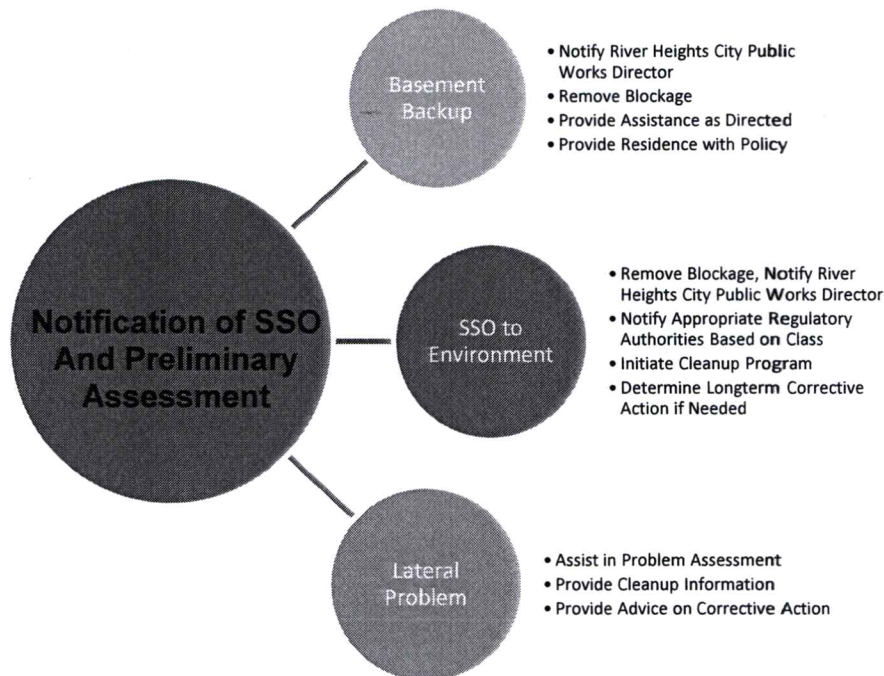 Notification of SSO
And Preliminary
Assessment
Basement
Backup
• Notify River Heights City Public
Works Director
• Remove Blockage
• Provide Assistance as Directed
• Provide Residence with Policy
SSO to
Environment
• Remove Blockage, Notify River
Heights City Public Works Director
• Notify Appropriate Regulatory
Authorities Based on Class
• Initiate Cleanup Program
• Determine Longterm Corrective
Action if Needed
Lateral
Problem
• Assist in Problem Assessment
• Provide Cleanup Information
• Provide Advice on Corrective Action